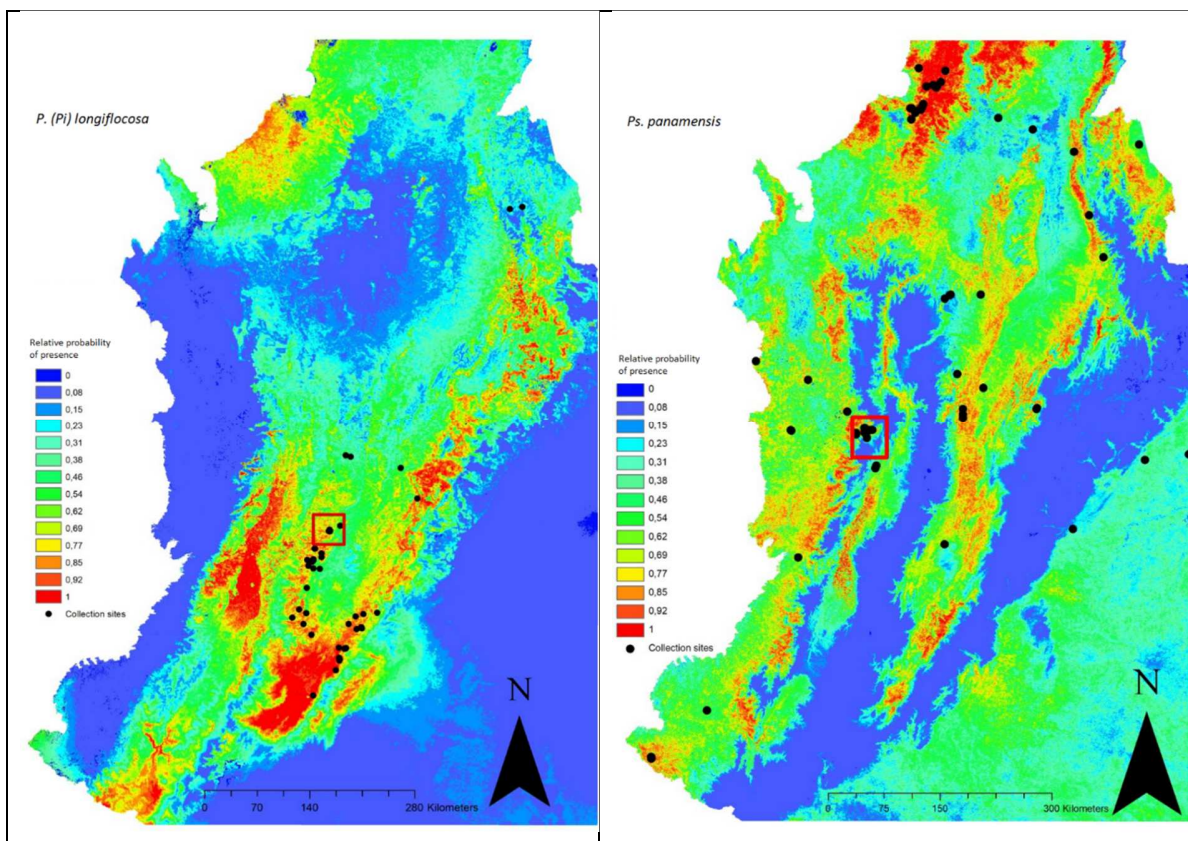 P. (Pi) longiflocosa
Relative probability
of presence
0
0,08
0,15
0,23
0,31
0,38
0,46
0,54
0,62
0,69
0,77
0,85
0,92
1
Collection sites
N
0 70 140 280 Kilometers
Ps. panamensis
Relative probability
of presence
0
0,08
0,15
0,23
0,31
0,38
0,46
0,54
0,62
0,69
0,77
0,85
0,92
1
Collection sites
N
0 75 150 300 Kilometers